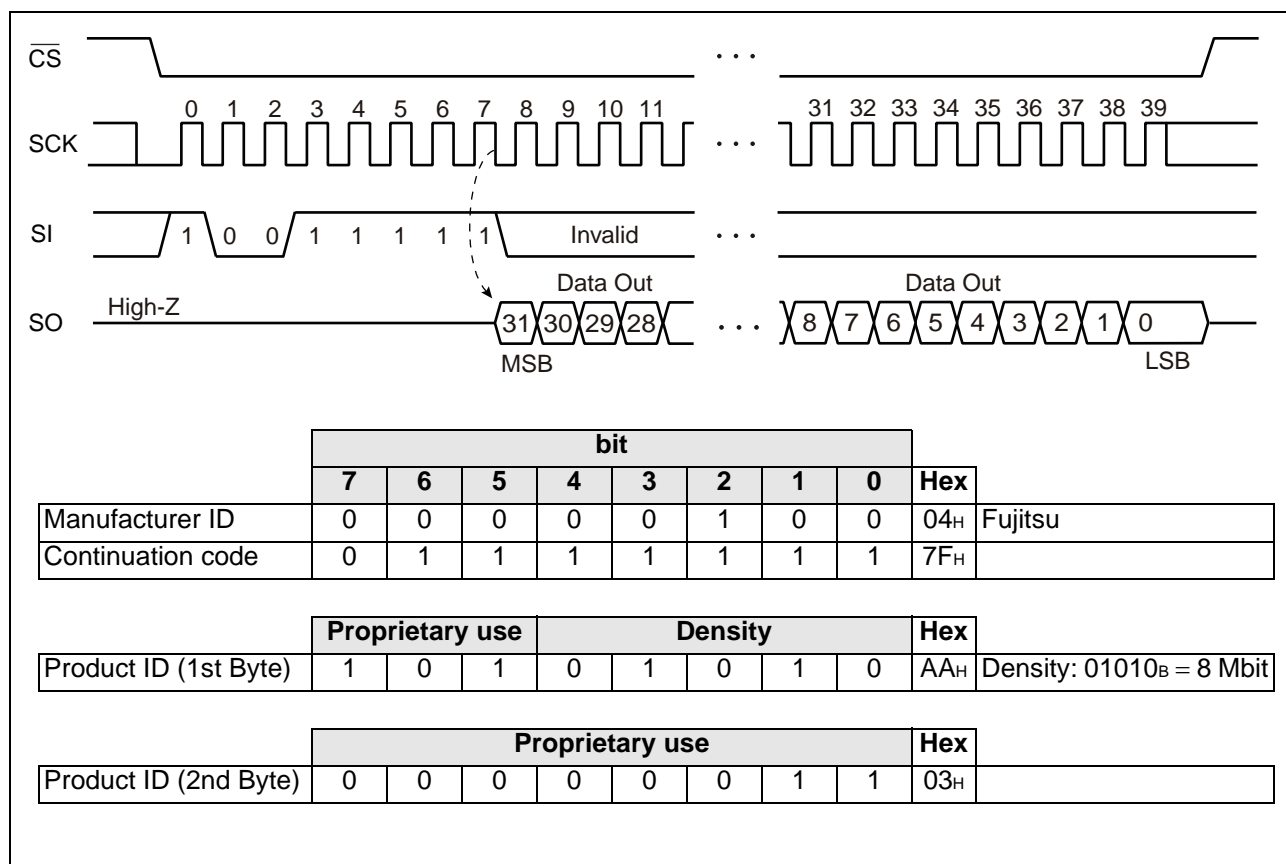 CS ...
0 1 2 3 4 5 6 7 8 9 10 11 31 32 33 34 35 36 37 38 39
SCK ...
SI 1 0 0 1 1 1 1 1 Invalid ...
Data Out Data Out
High-Z
SO 31 30 29 28 ... 8 7 6 5 4 3 2 1 0
MSB LSB
bit
7 6 5 4 3 2 1 0 Hex
Manufacturer ID 0 0 0 0 0 1 0 0 04H Fujitsu
Continuation code 0 1 1 1 1 1 1 1 7FH
Proprietary use Density Hex
Product ID (1st Byte) 1 0 1 0 1 0 1 0 AAH Density: 01010B = 8 Mbit
Proprietary use Hex
Product ID (2nd Byte) 0 0 0 0 0 0 1 1 03H